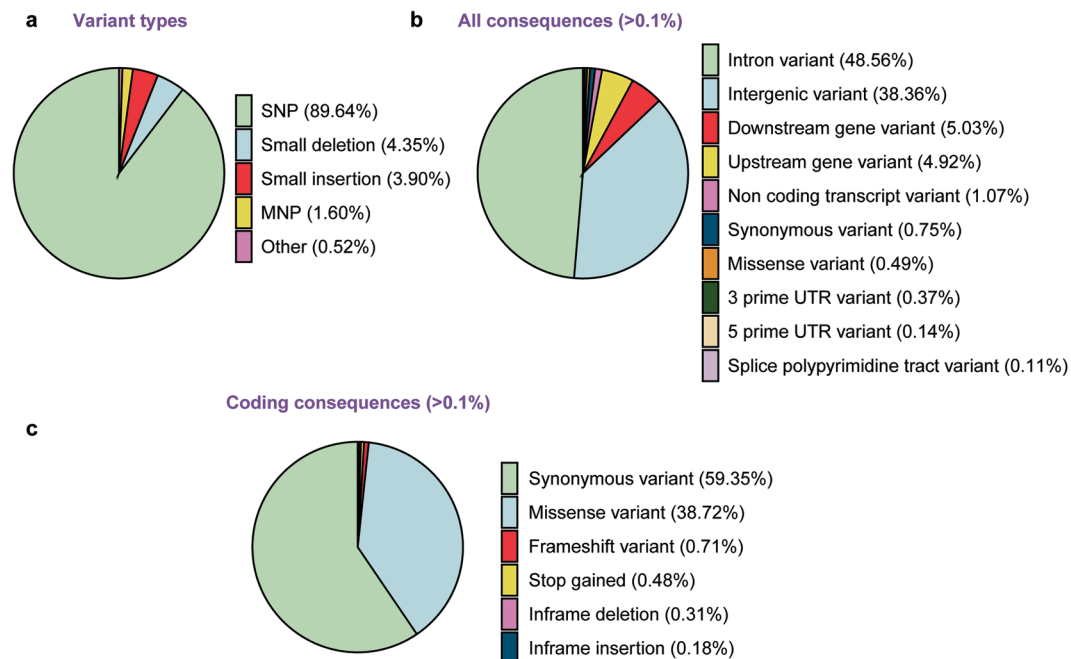 a
Variant types
SNP (89.64%)
Small deletion (4.35%)
Small insertion (3.90%)
MNP (1.60%)
Other (0.52%)
b
All consequences (>0.1%)
Intron variant (48.56%)
Intergenic variant (38.36%)
Downstream gene variant (5.03%)
Upstream gene variant (4.92%)
Non coding transcript variant (1.07%)
Synonymous variant (0.75%)
Missense variant (0.49%)
3 prime UTR variant (0.37%)
5 prime UTR variant (0.14%)
Splice polypyrimidine tract variant (0.11%)
c
Coding consequences (>0.1%)
Synonymous variant (59.35%)
Missense variant (38.72%)
Frameshift variant (0.71%)
Stop gained (0.48%)
Inframe deletion (0.31%)
Inframe insertion (0.18%)